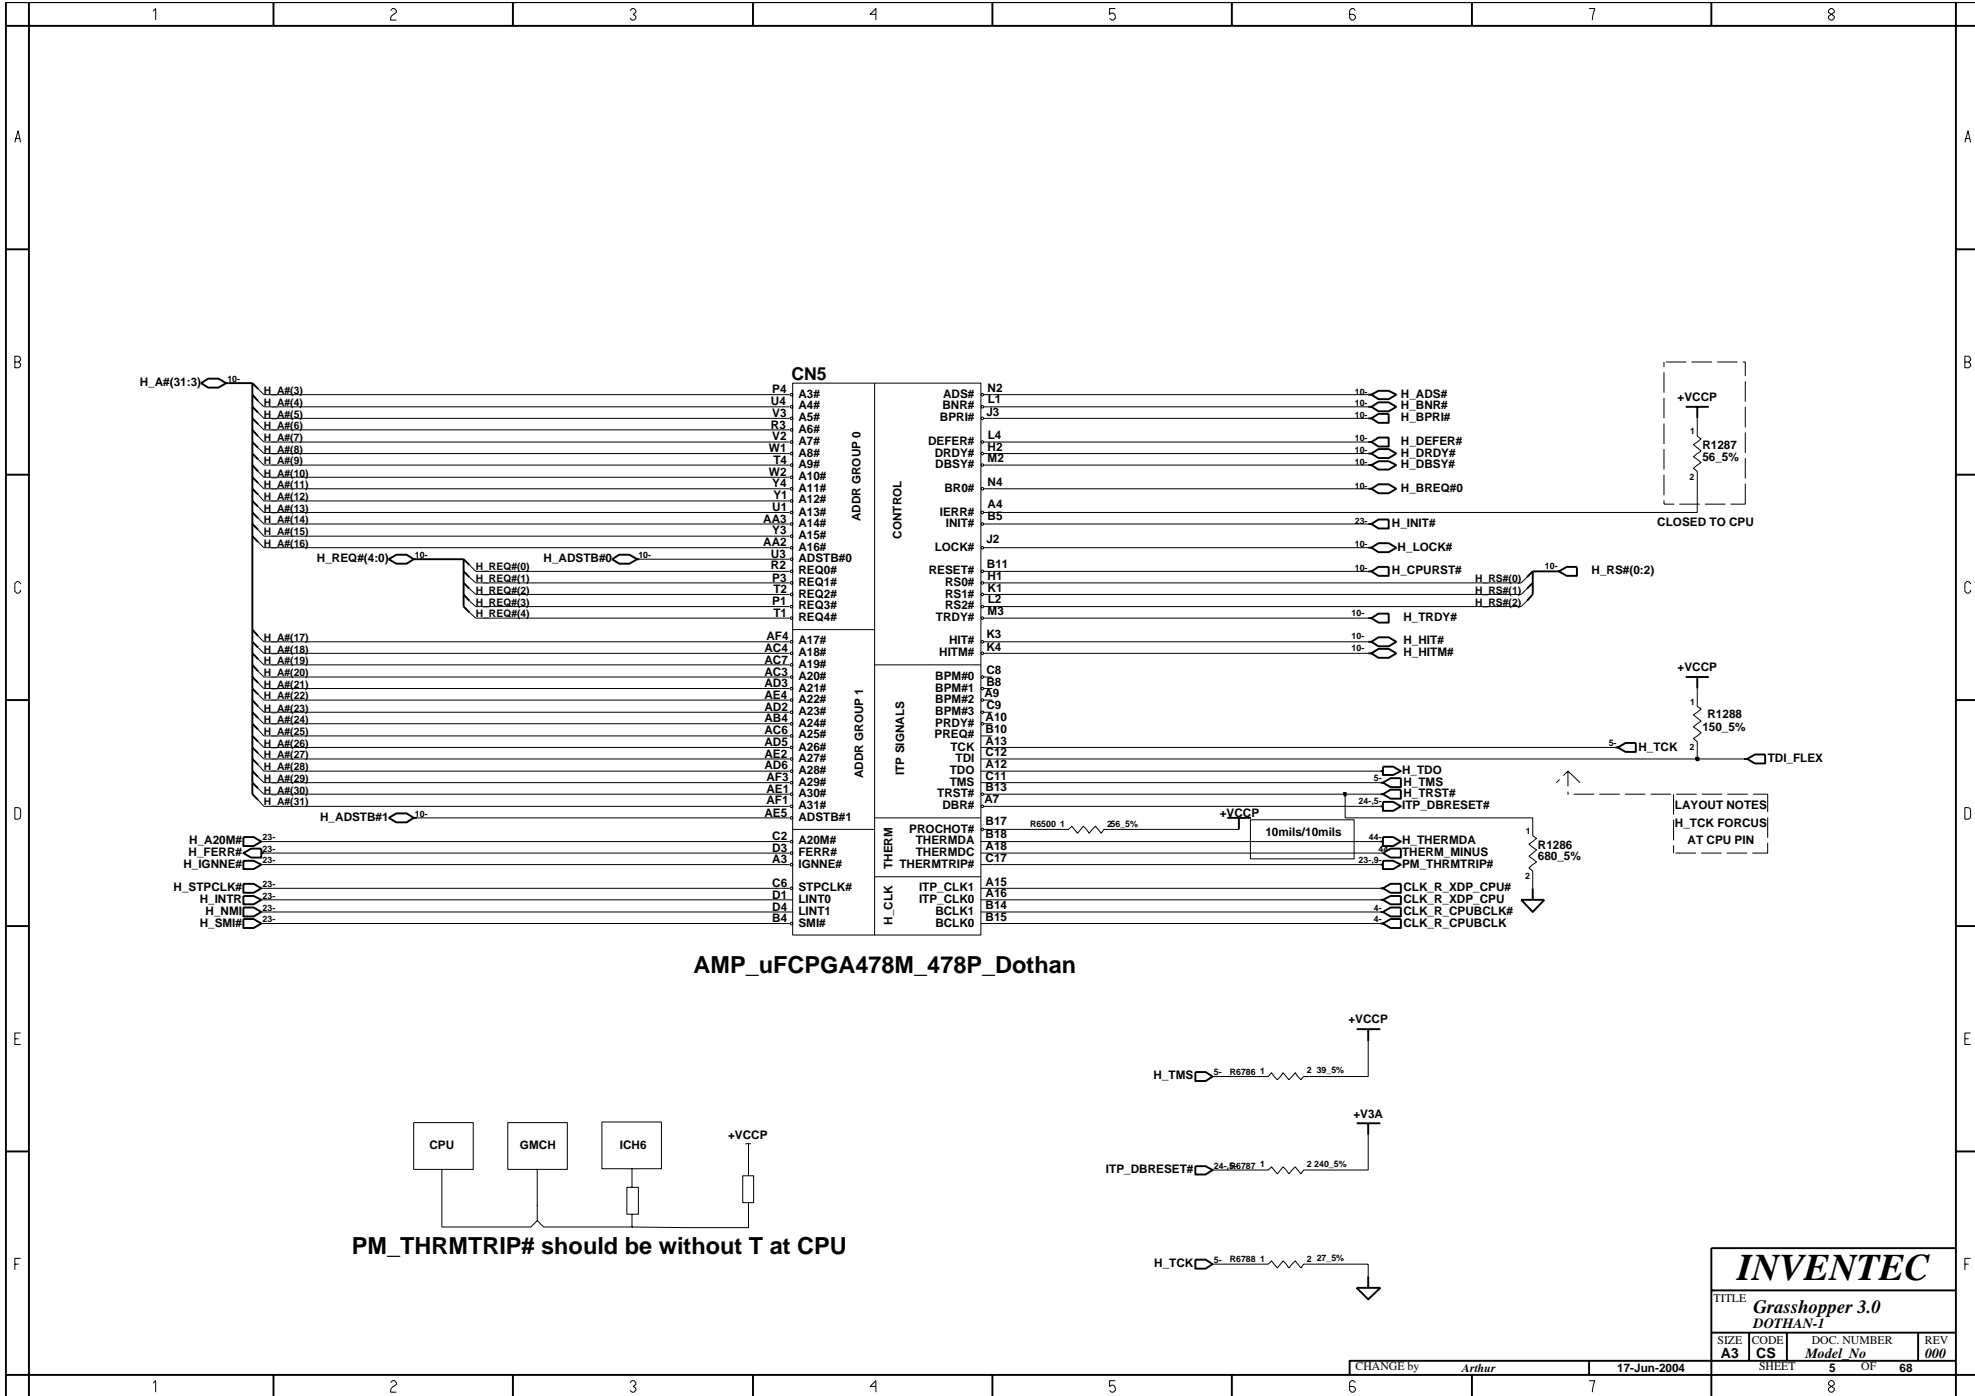 1 2 3 4 5 6 7 8
A A
B B
C C
D D
E E
F F
CN5
H_A#(31:3) 10-
H_A#(3) P4 A3#
H_A#(4) U4 A4#
H_A#(5) V3 A5#
H_A#(6) R3 A6#
H_A#(7) V2 A7#
H_A#(8) W1 A8#
H_A#(9) T4 A9#
H_A#(10) W2 A10#
H_A#(11) Y4 A11#
H_A#(12) Y1 A12#
H_A#(13) U1 A13#
H_A#(14) AA3 A14#
H_A#(15) Y3 A15#
H_A#(16) AA2 A16#
H_REQ#(4:0) 10- H_ADSTB#0 10- U3 ADSTB#0
H_REQ#(0) R2 REQ0#
H_REQ#(1) P3 REQ1#
H_REQ#(2) T2 REQ2#
H_REQ#(3) P1 REQ3#
H_REQ#(4) T1 REQ4#
ADDR GROUP 0
H_A#(17) AF4 A17#
H_A#(18) AC4 A18#
H_A#(19) AC7 A19#
H_A#(20) AC3 A20#
H_A#(21) AD3 A21#
H_A#(22) AE4 A22#
H_A#(23) AD2 A23#
H_A#(24) AB4 A24#
H_A#(25) AC6 A25#
H_A#(26) AD5 A26#
H_A#(27) AE2 A27#
H_A#(28) AD6 A28#
H_A#(29) AF3 A29#
H_A#(30) AE1 A30#
H_A#(31) AF1 A31#
H_ADSTB#1 10- AE5 ADSTB#1
ADDR GROUP 1
H_A20M# 23- C2 A20M#
H_FERR# 23- D3 FERR#
H_IGNNE# 23- A3 IGNNE#
H_STPCLK# 23- C6 STPCLK#
H_INTR 23- D1 LINT0
H_NMI 23- D4 LINT1
H_SMI# 23- B4 SMI#
CONTROL
ADS# N2 10- H_ADS#
BNR# L1 10- H_BNR#
BPRI# J3 10- H_BPRI#
DEFER# L4 10- H_DEFER#
DRDY# H2 10- H_DRDY#
DBSY# M2 10- H_DBSY#
BR0# N4 10- H_BREQ#0
IERR# A4
INIT# B5 23- H_INIT#
LOCK# J2 10- H_LOCK#
RESET# B11 10- H_CPURST#
RS0# H1 H_RS#(0) 10- H_RS#(0:2)
RS1# K1 H_RS#(1)
RS2# L2 H_RS#(2)
TRDY# M3 10- H_TRDY#
HIT# K3 10- H_HIT#
HITM# K4 10- H_HITM#
ITP SIGNALS
BPM#0 C8
BPM#1 B8
BPM#2 A9
BPM#3 C9
PRDY# A10
PREQ# B10
TCK A13 5- H_TCK
TDI C12 TDI_FLEX
TDO A12 H_TDO
TMS C11 5- H_TMS
TRST# B13 H_TRST#
DBR# A7 24-,5- ITP_DBRESET#
THERM
PROCHOT# B17 R6500 1 256_5% +VCCP
THERMDA B18 44- H_THERMDA
THERMDC A18 THERM_MINUS
THERMTRIP# C17 23-,9- PM_THRMTRIP#
10mils/10mils
H_CLK
ITP_CLK1 A15 CLK_R_XDP_CPU#
ITP_CLK0 A16 CLK_R_XDP_CPU
BCLK1 B14 4- CLK_R_CPUBCLK#
BCLK0 B15 4- CLK_R_CPUBCLK
+VCCP
1
R1287
56_5%
2
CLOSED TO CPU
+VCCP
1
R1288
150_5%
2
LAYOUT NOTES
H_TCK FORCUS
AT CPU PIN
1
R1286
680_5%
2
AMP_uFCPGA478M_478P_Dothan
+VCCP
H_TMS 5- R6786 1 2 39_5%
+V3A
ITP_DBRESET# R6787 1 2 240_5%
H_TCK 5- R6788 1 2 27_5%
CPU GMCH ICH6 +VCCP
PM_THRMTRIP# should be without T at CPU
INVENTEC
TITLE Grasshopper 3.0
DOTHAN-1
SIZE CODE DOC. NUMBER REV
A3 CS Model_No 000
CHANGE by Arthur 17-Jun-2004 SHEET 5 OF 68
1 2 3 4 5 6 7 8